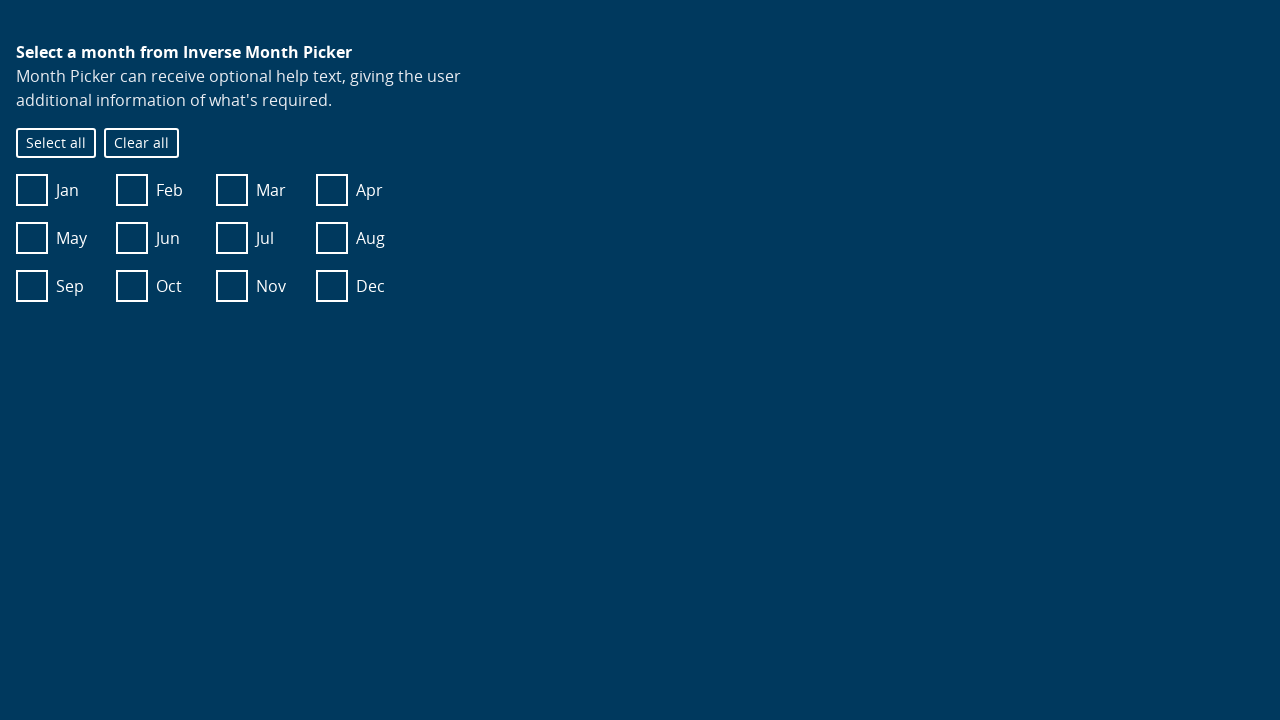 Select a month from Inverse Month Picker
Month Picker can receive optional help text, giving the user
additional information of what's required.
Select all Clear all
Jan Feb Mar Apr
May Jun Jul Aug
Sep Oct Nov Dec